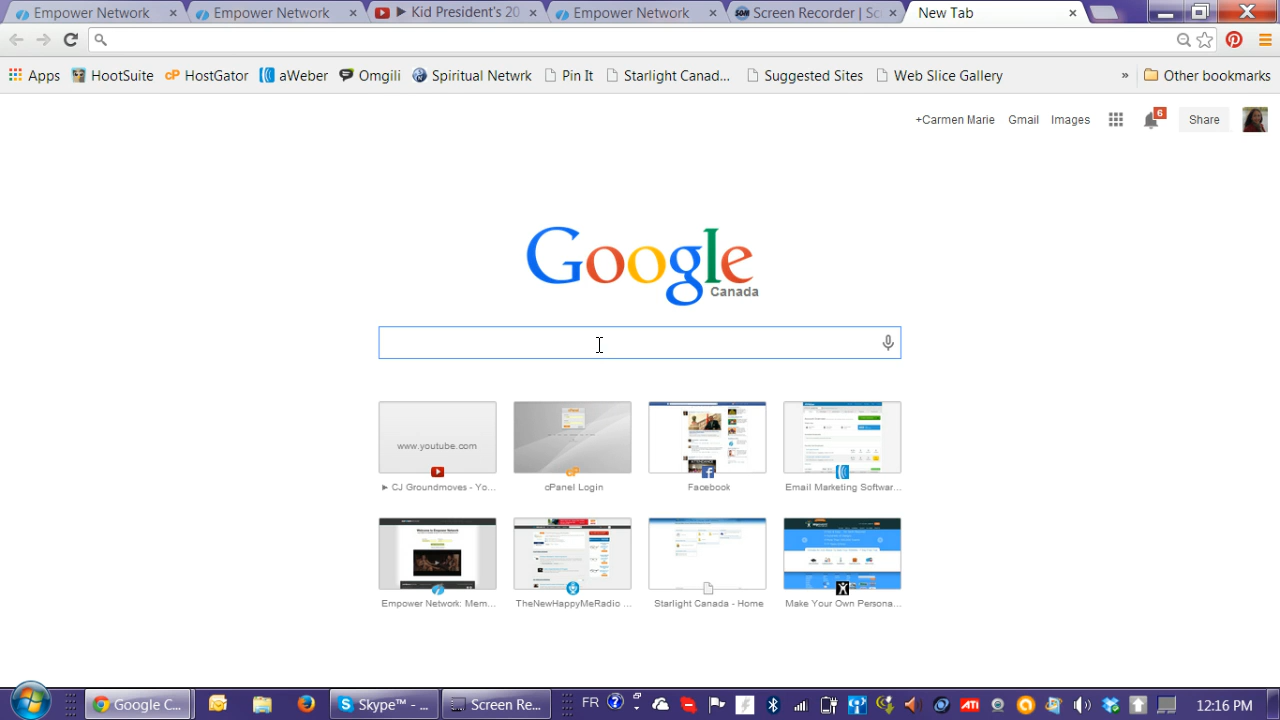 Empower Network
Empower Network
▶ Kid President's 20
Empower Network
Screen Recorder | Sc
New Tab
Apps
HootSuite
HostGator
aWeber
Omgili
Spiritual Netwrk
Pin It
Starlight Canad...
Suggested Sites
Web Slice Gallery
»
Other bookmarks
+Carmen Marie
Gmail
Images
6
Share
Google
Canada
www.youtube.com
► CJ Groundmoves - Yo...
cPanel Login
Facebook
Email Marketing Softwar...
Empower Network: Mem...
TheNewHappyMeRadio ...
Starlight Canada - Home
Make Your Own Persona...
Google C...
Skype™ - ...
Screen Re...
FR
12:16 PM